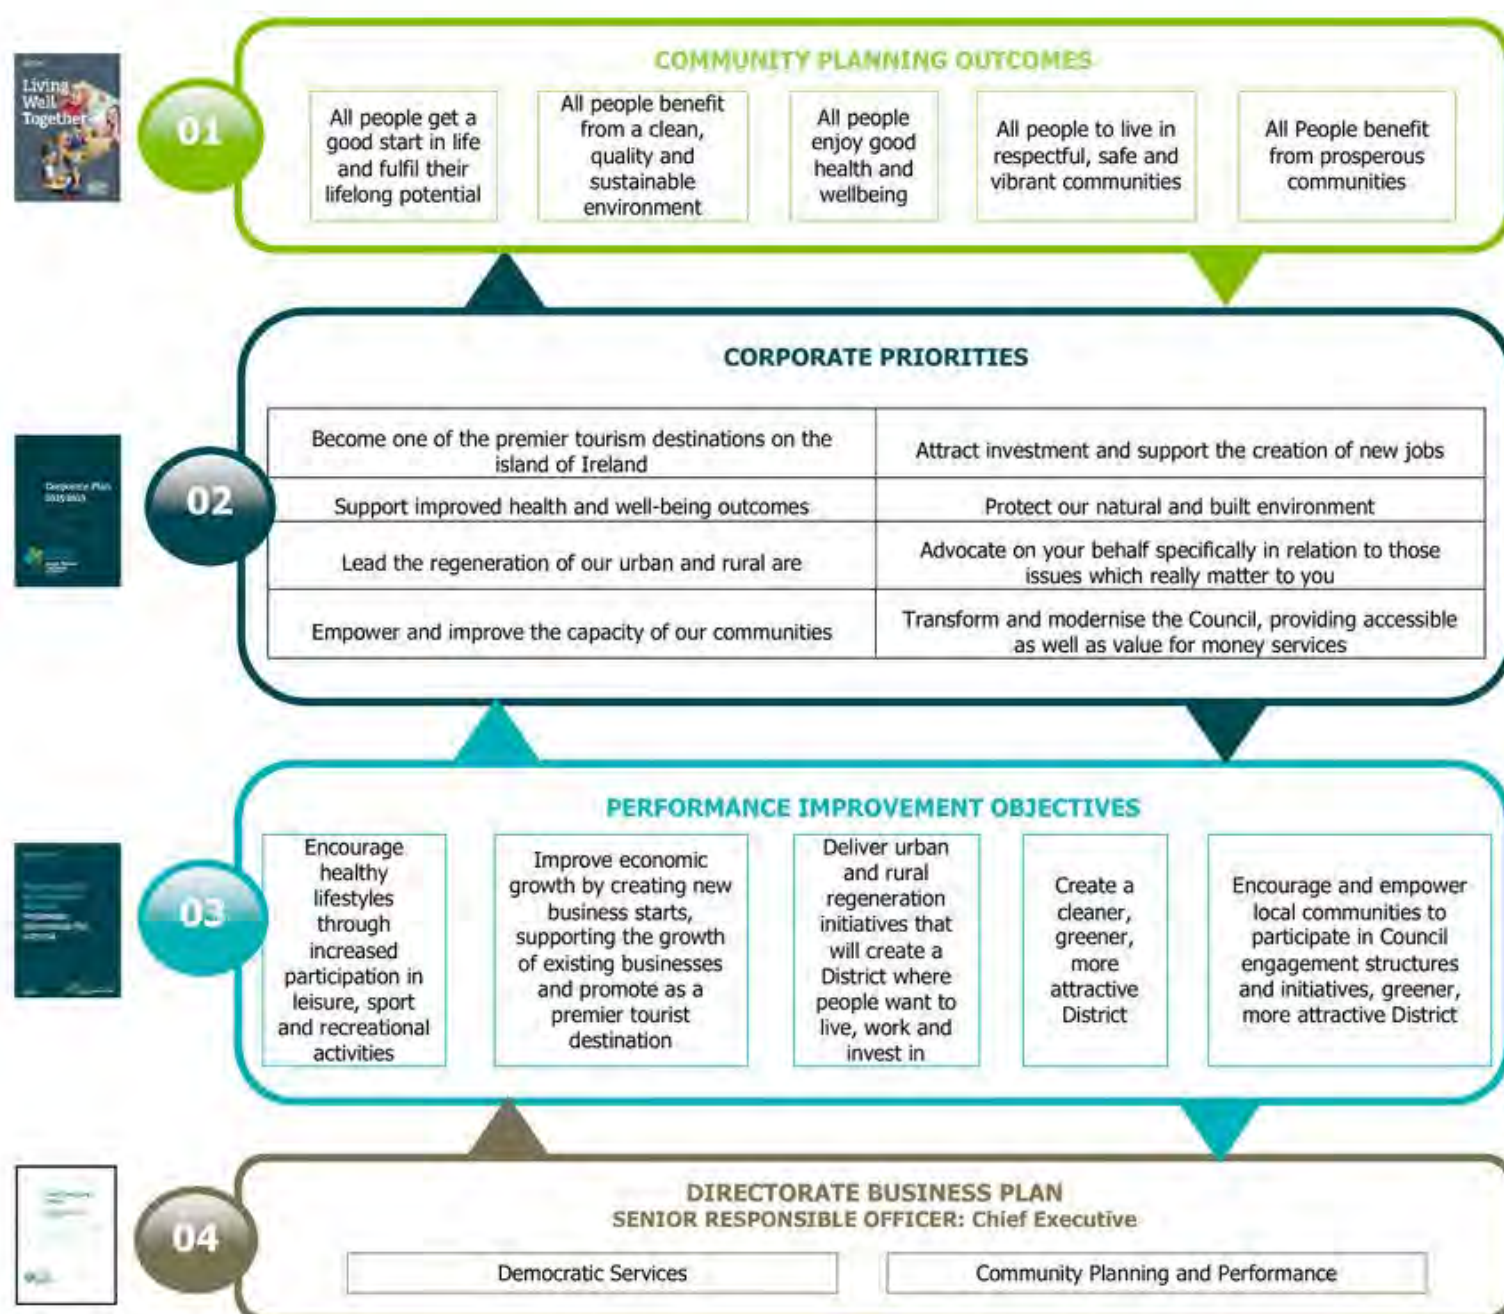 COMMUNITY PLANNING OUTCOMES
Living
Well
Together
01
All people get a
good start in life
and fulfil their
lifelong potential
All people benefit
from a clean,
quality and
sustainable
environment
All people
enjoy good
health and
wellbeing
All people to live in
respectful, safe and
vibrant communities
All People benefit
from prosperous
communities
CORPORATE PRIORITIES
Corporate Plan
02
Become one of the premier tourism destinations on the
island of Ireland
Attract investment and support the creation of new jobs
Support improved health and well-being outcomes
Protect our natural and built environment
Lead the regeneration of our urban and rural are
Advocate on your behalf specifically in relation to those
issues which really matter to you
Empower and improve the capacity of our communities
Transform and modernise the Council, providing accessible
as well as value for money services
PERFORMANCE IMPROVEMENT OBJECTIVES
03
Encourage
healthy
lifestyles
through
increased
participation in
leisure, sport
and recreational
activities
Improve economic
growth by creating new
business starts,
supporting the growth
of existing businesses
and promote as a
premier tourist
destination
Deliver urban
and rural
regeneration
initiatives that
will create a
District where
people want to
live, work and
invest in
Create a
cleaner,
greener,
more
attractive
District
Encourage and empower
local communities to
participate in Council
engagement structures
and initiatives, greener,
more attractive District
04
DIRECTORATE BUSINESS PLAN
SENIOR RESPONSIBLE OFFICER: Chief Executive
Democratic Services
Community Planning and Performance